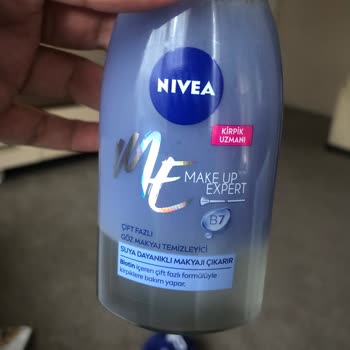 NIVEA
KİRPİK
UZMANI
ME
MAKE UP
EXPERT
B7
ÇİFT FAZLI
GÖZ MAKYAJ TEMİZLEYİCİ
SUYA DAYANIKLI MAKYAJI ÇIKARIR
Biotin içeren çift fazlı formülüyle
kirpiklere bakım yapar.